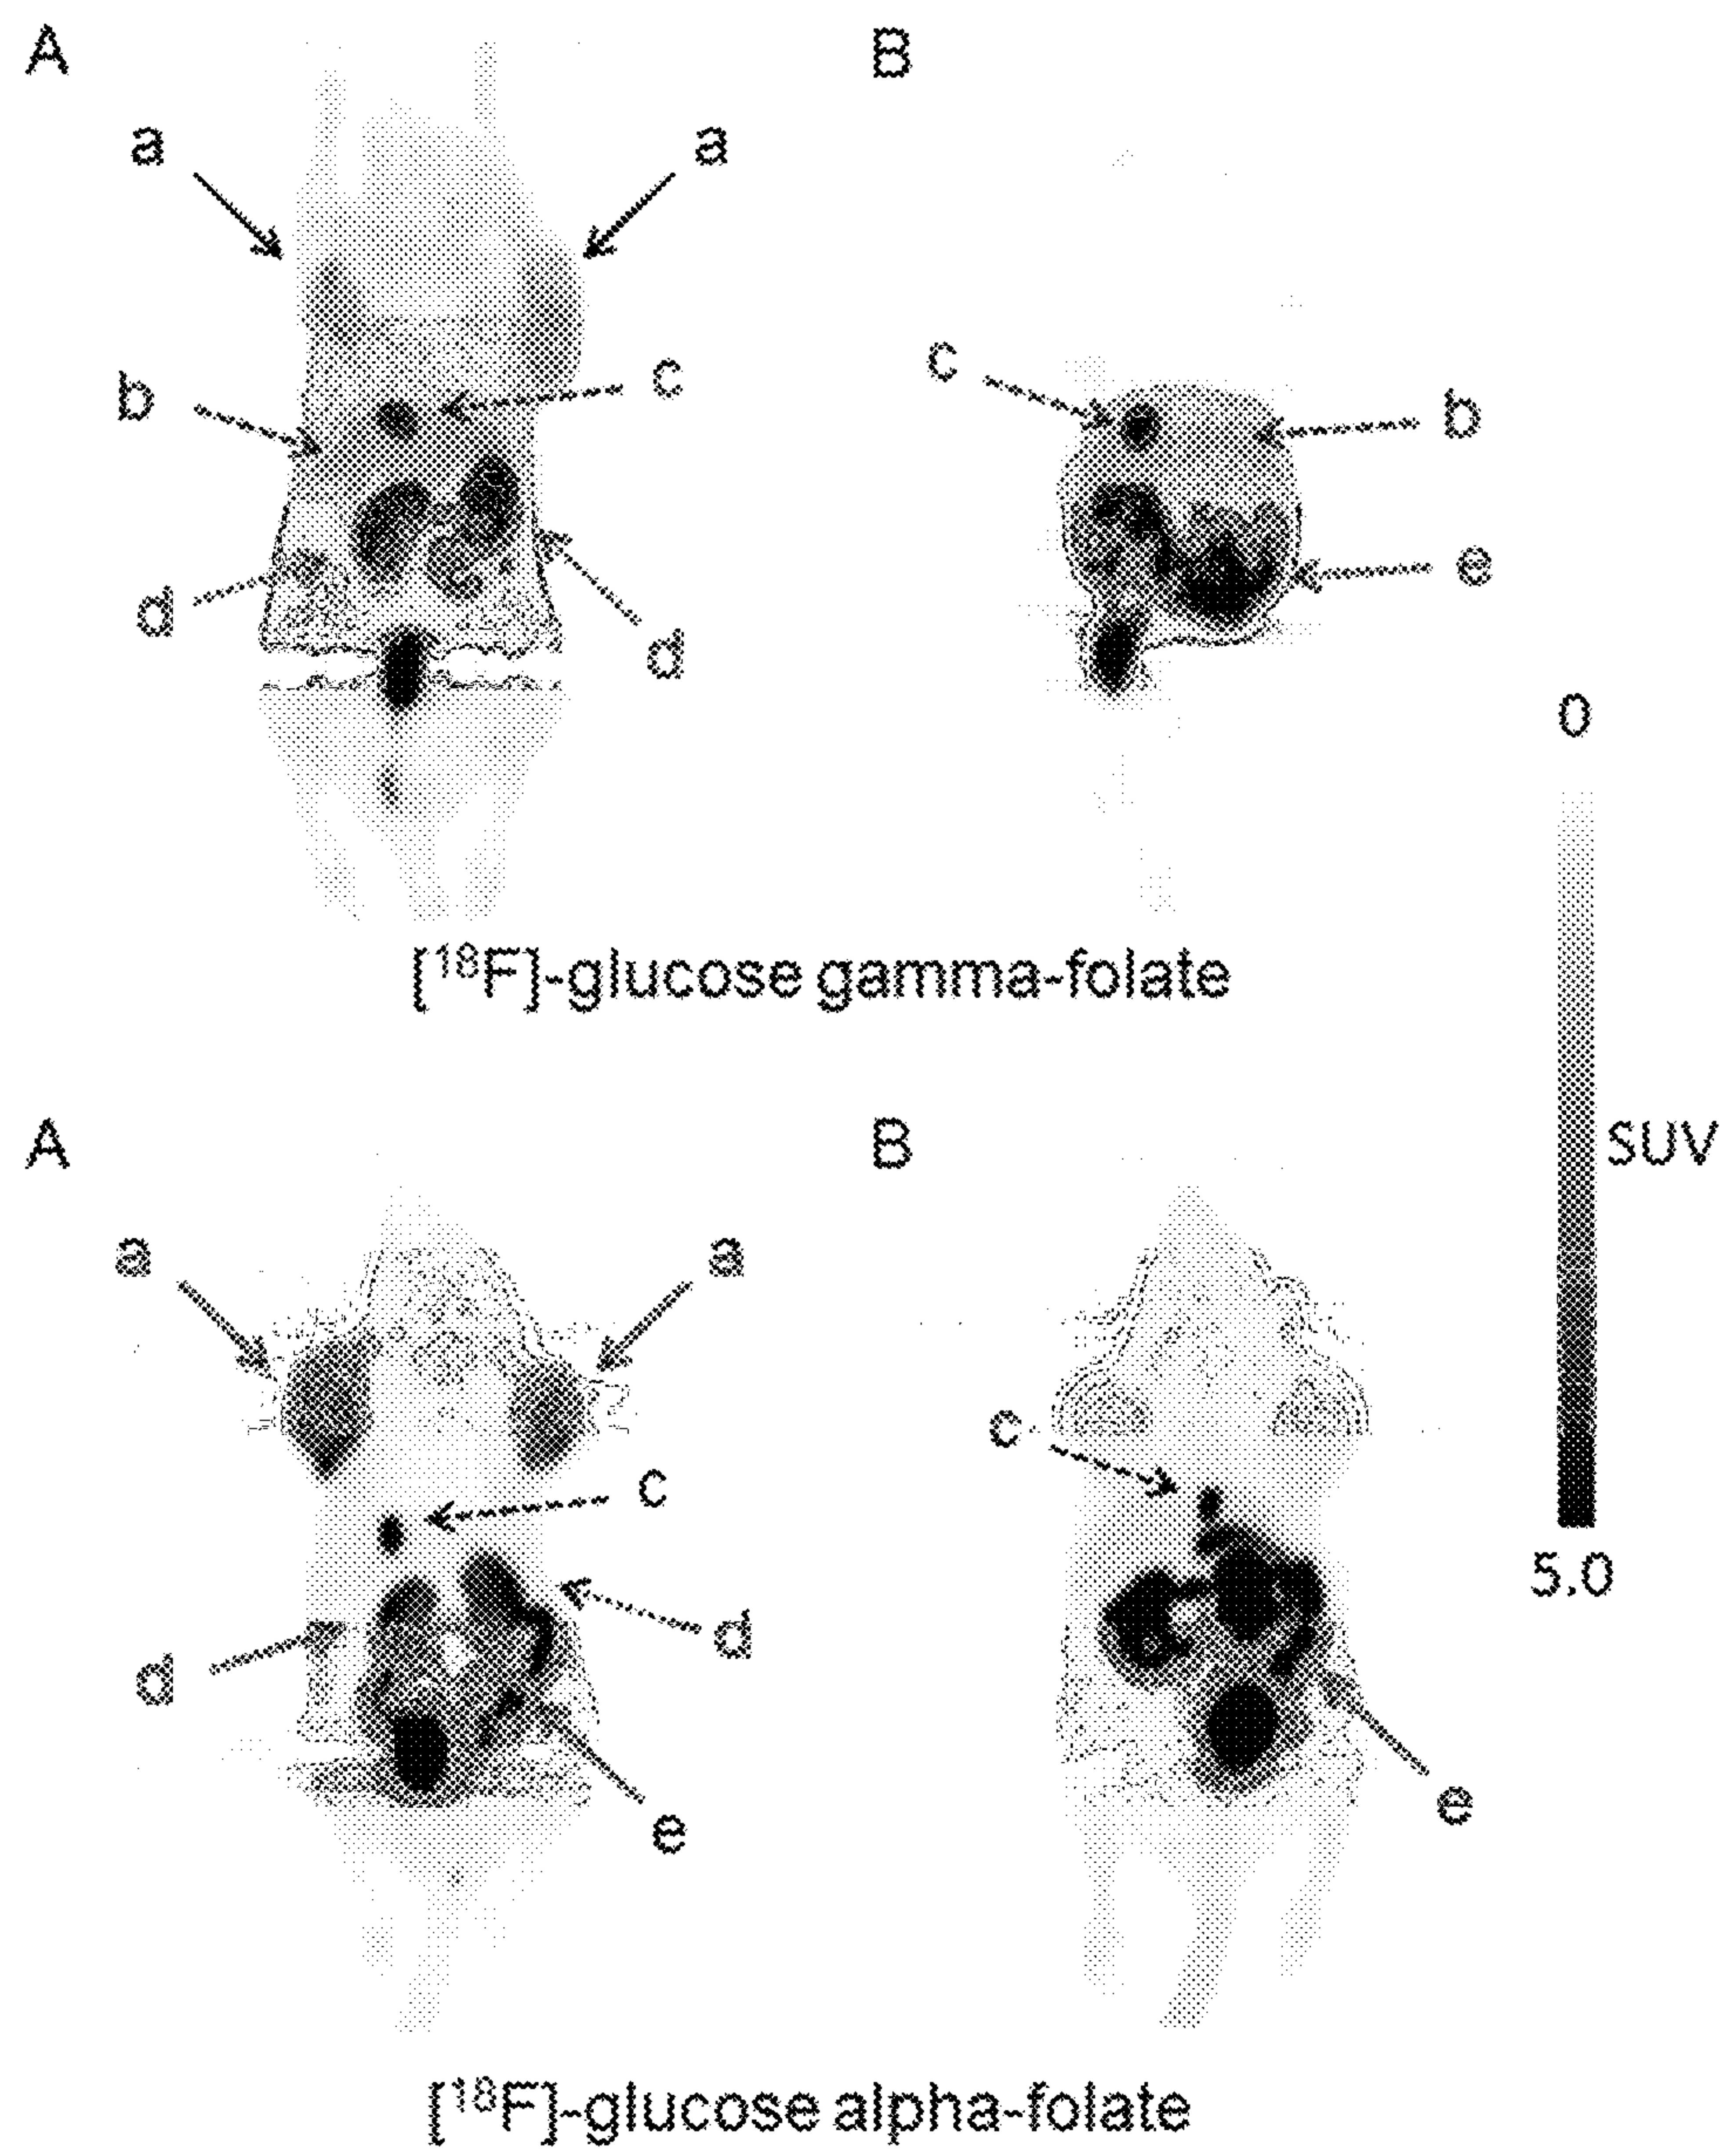 A
B
a
a
b
c
c
b
d
d
e
[¹⁸F]-glucose gamma-folate
0
SUV
5.0
A
B
a
a
c
c
d
d
e
e
[¹⁸F]-glucose alpha-folate